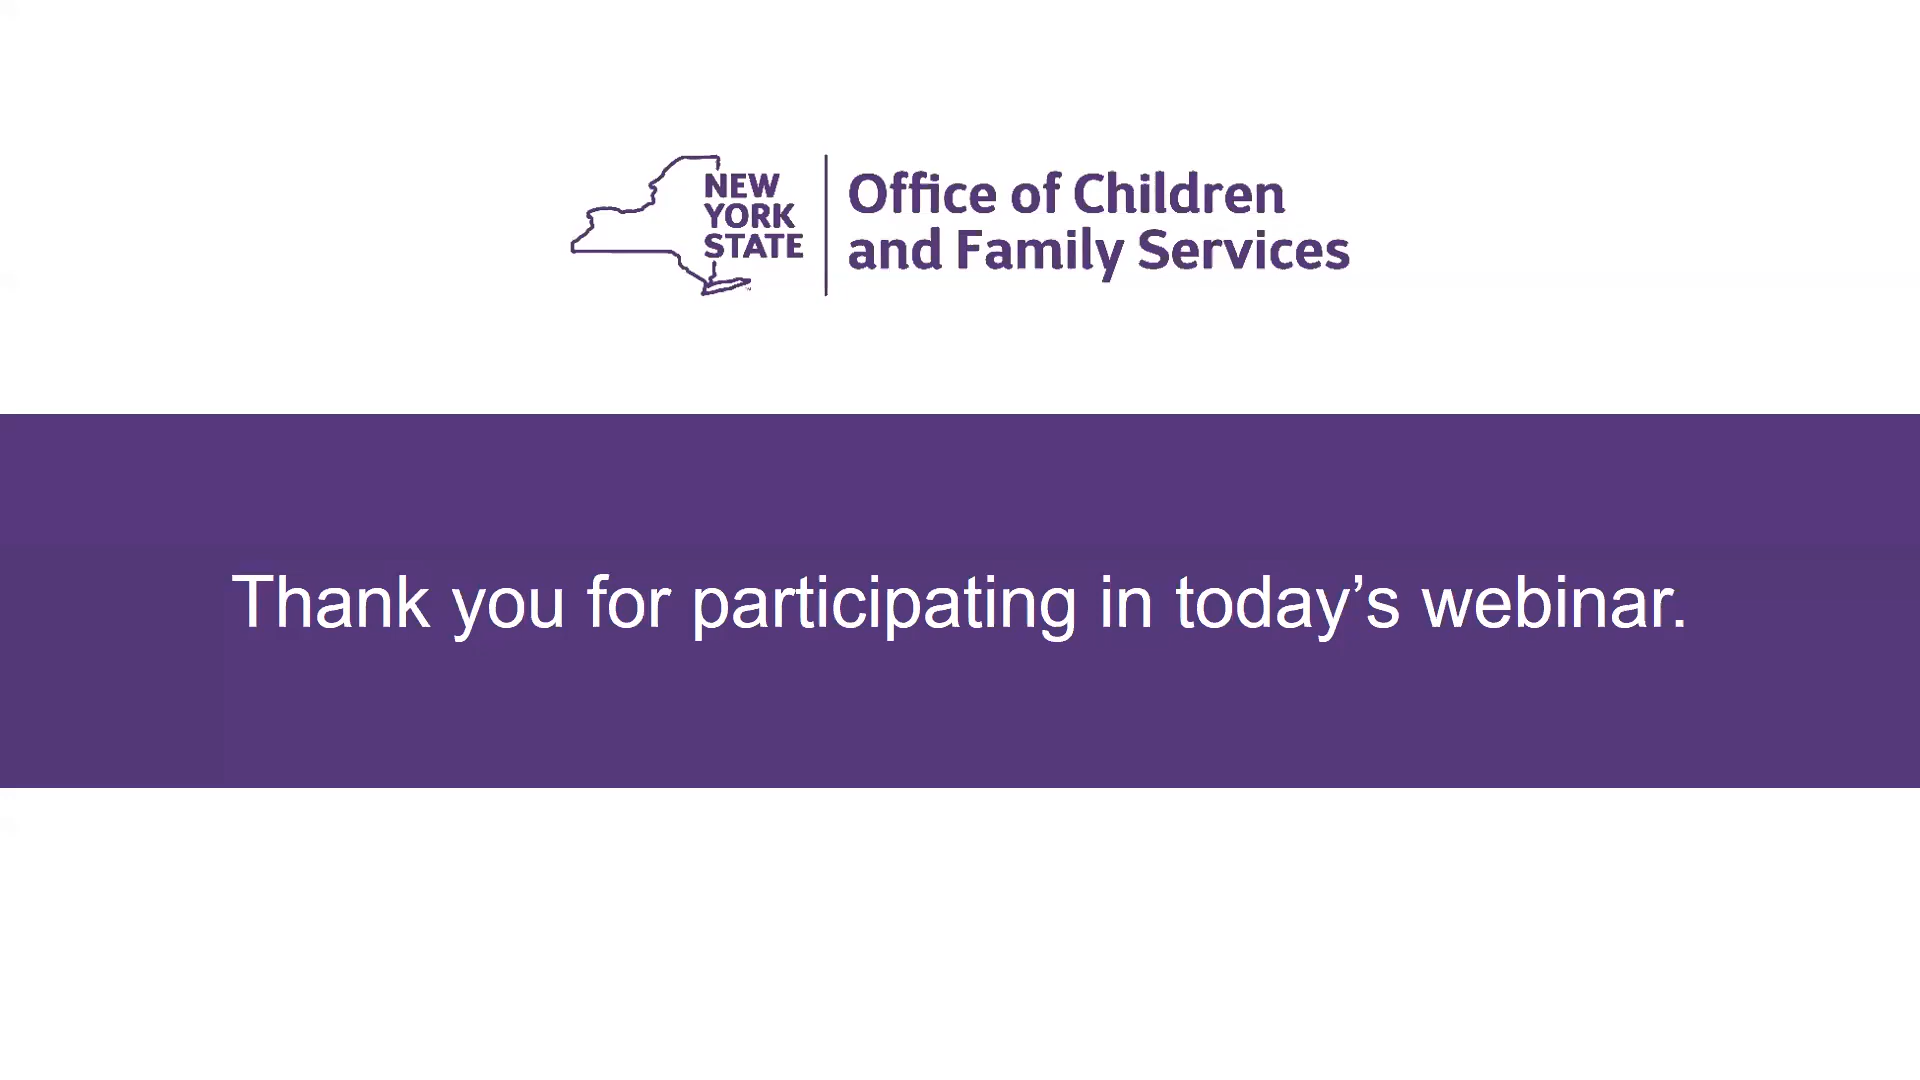 NEW
YORK
STATE
Office of Children
and Family Services
Thank you for participating in today’s webinar.